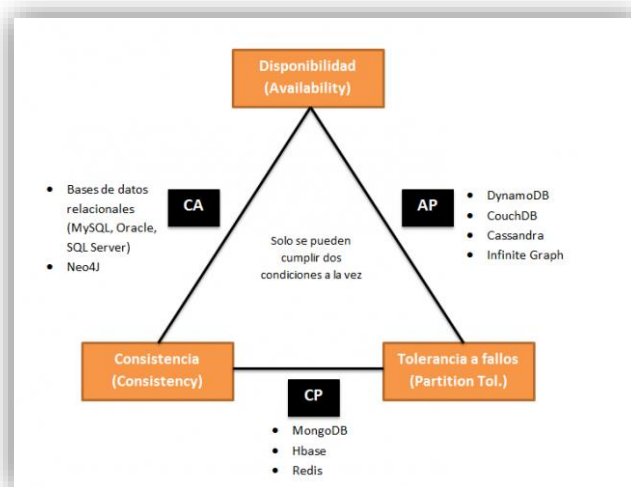 Disponibilidad
(Availability)
• Bases de datos
relacionales
(MySQL, Oracle,
SQL Server)
• Neo4J
CA
AP
• DynamoDB
• CouchDB
• Cassandra
• Infinite Graph
Solo se pueden
cumplir dos
condiciones a la vez
Consistencia
(Consistency)
Tolerancia a fallos
(Partition Tol.)
CP
• MongoDB
• Hbase
• Redis